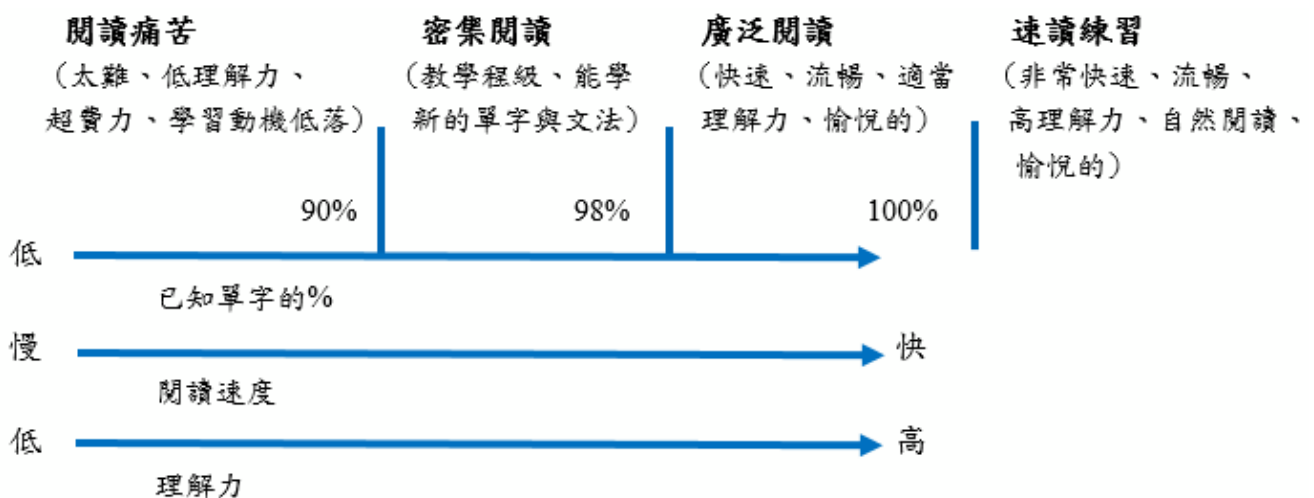 閱讀痛苦
(太難、低理解力、
超費力、學習動機低落)
密集閱讀
(教學程級、能學
新的單字與文法)
廣泛閱讀
(快速、流暢、適當
理解力、愉悅的)
速讀練習
(非常快速、流暢、
高理解力、自然閱讀、
愉悅的)
90%
98%
100%
低
已知單字的%
慢
快
閱讀速度
低
高
理解力